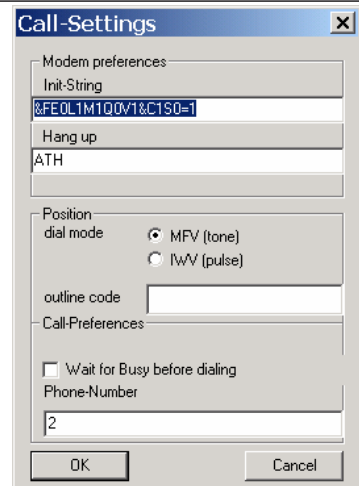 Call-Settings
Modem preferences
Init-String
&FE0L1M1Q0V1&C1S0=1
Hang up
ATH
Position
dial mode
MFV (tone)
IWV (pulse)
outline code
Call-Preferences
Wait for Busy before dialing
Phone-Number
2
OK Cancel